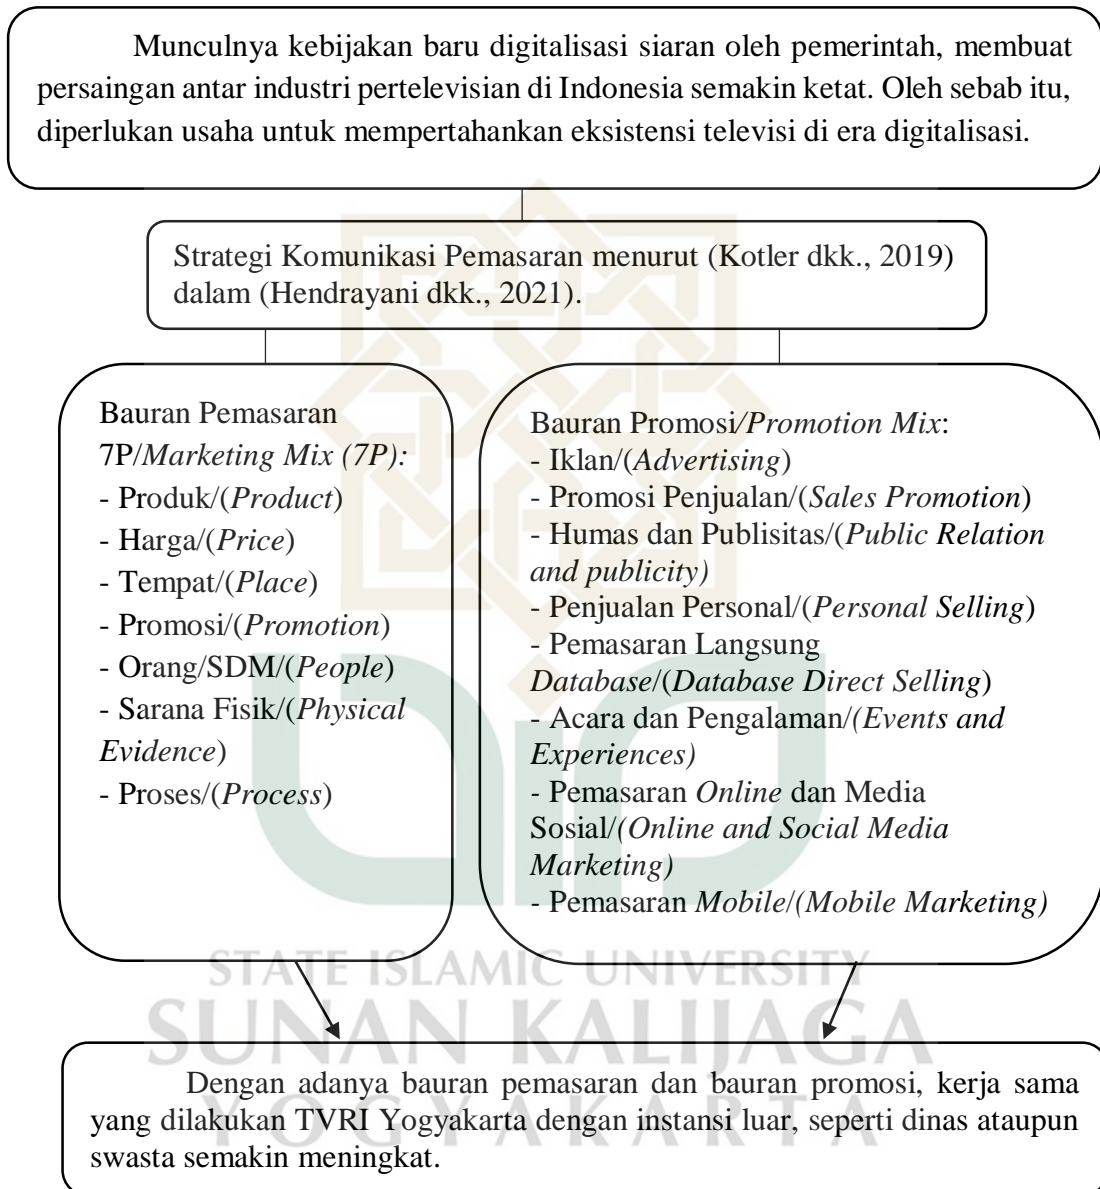 Munculnya kebijakan baru digitalisasi siaran oleh pemerintah, membuat
persaingan antar industri pertelevisian di Indonesia semakin ketat. Oleh sebab itu,
diperlukan usaha untuk mempertahankan eksistensi televisi di era digitalisasi.
Strategi Komunikasi Pemasaran menurut (Kotler dkk., 2019)
dalam (Hendrayani dkk., 2021).
Bauran Pemasaran
7P/Marketing Mix (7P):
- Produk/(Product)
- Harga/(Price)
- Tempat/(Place)
- Promosi/(Promotion)
- Orang/SDM/(People)
- Sarana Fisik/(Physical
Evidence)
- Proses/(Process)
Bauran Promosi/Promotion Mix:
- Iklan/(Advertising)
- Promosi Penjualan/(Sales Promotion)
- Humas dan Publisitas/(Public Relation
and publicity)
- Penjualan Personal/(Personal Selling)
- Pemasaran Langsung
Database/(Database Direct Selling)
- Acara dan Pengalaman/(Events and
Experiences)
- Pemasaran Online dan Media
Sosial/(Online and Social Media
Marketing)
- Pemasaran Mobile/(Mobile Marketing)
STATE ISLAMIC UNIVERSITY
SUNAN KALIJAGA
YOGYAKARTA
Dengan adanya bauran pemasaran dan bauran promosi, kerja sama
yang dilakukan TVRI Yogyakarta dengan instansi luar, seperti dinas ataupun
swasta semakin meningkat.